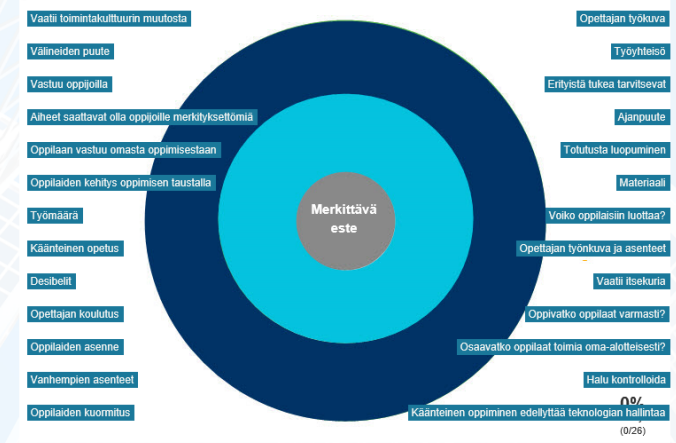 Vaatii toimintakulttuurin muutosta
Välineiden puute
Vastuu oppijoilla
Aiheet saattavat olla oppijoille merkityksettömiä
Oppilaan vastuu omasta oppimisestaan
Oppilaiden kehitys oppimisen taustalla
Työmäärä
Käänteinen opetus
Desibelit
Opettajan koulutus
Oppilaiden asenne
Vanhempien asenteet
Oppilaiden kuormitus
Merkittävä
este
Opettajan työkuva
Työyhteisö
Erityistä tukea tarvitsevat
Ajanpuute
Totutusta luopuminen
Materiaali
Voiko oppilaisiin luottaa?
Opettajan työnkuva ja asenteet
Vaatii itsekuria
Oppivatko oppilaat varmasti?
Osaavatko oppilaat toimia oma-alotteisesti?
Halu kontrolloida
0%
Käänteinen oppiminen edellyttää teknologian hallintaa
(0/26)